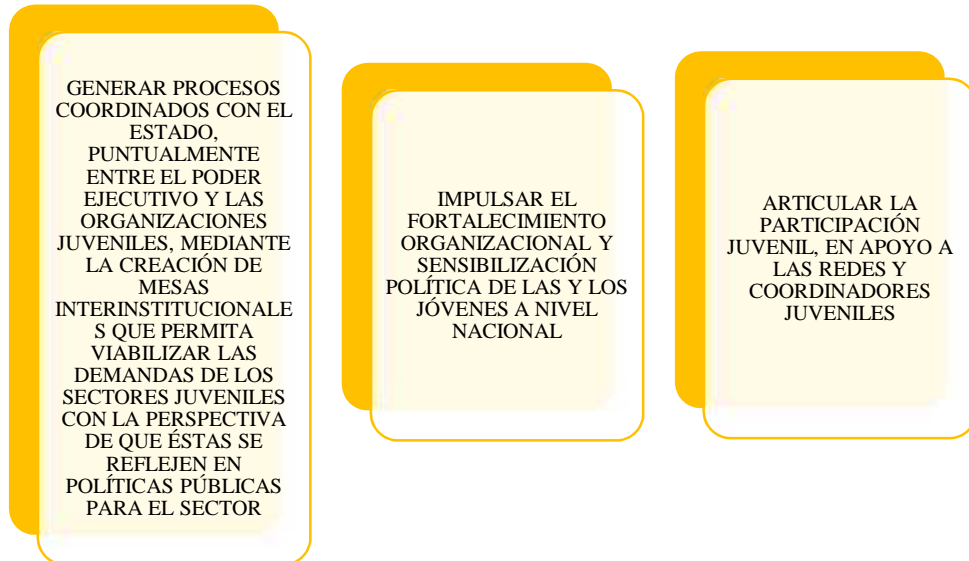 GENERAR PROCESOS
COORDINADOS CON EL
ESTADO,
PUNTUALMENTE
ENTRE EL PODER
EJECUTIVO Y LAS
ORGANIZACIONES
JUVENILES, MEDIANTE
LA CREACIÓN DE
MESAS
INTERINSTITUCIONALE
S QUE PERMITA
VIABILIZAR LAS
DEMANDAS DE LOS
SECTORES JUVENILES
CON LA PERSPECTIVA
DE QUE ÉSTAS SE
REFLEJEN EN
POLÍTICAS PÚBLICAS
PARA EL SECTOR
IMPULSAR EL
FORTALECIMIENTO
ORGANIZACIONAL Y
SENSIBILIZACIÓN
POLÍTICA DE LAS Y LOS
JÓVENES A NIVEL
NACIONAL
ARTICULAR LA
PARTICIPACIÓN
JUVENIL, EN APOYO A
LAS REDES Y
COORDINADORES
JUVENILES